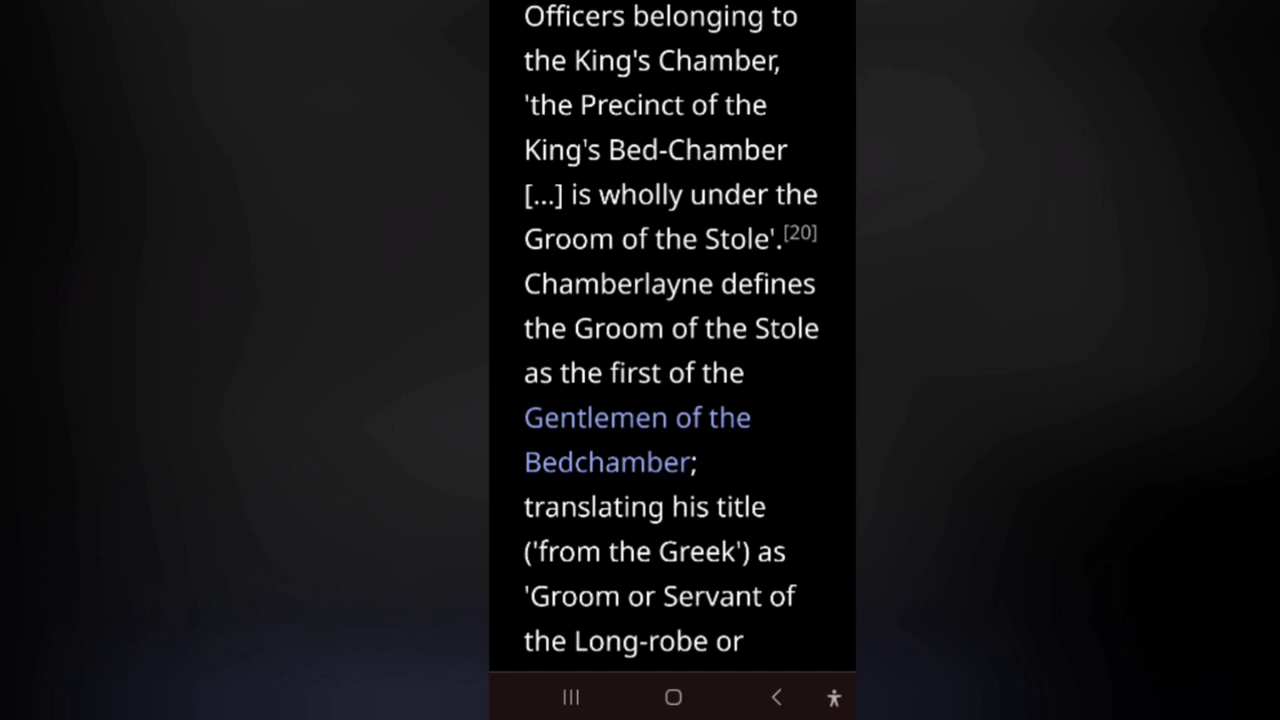 Officers belonging to
the King's Chamber,
'the Precinct of the
King's Bed-Chamber
[...] is wholly under the
Groom of the Stole'.[20]
Chamberlayne defines
the Groom of the Stole
as the first of the
Gentlemen of the
Bedchamber;
translating his title
('from the Greek') as
'Groom or Servant of
the Long-robe or